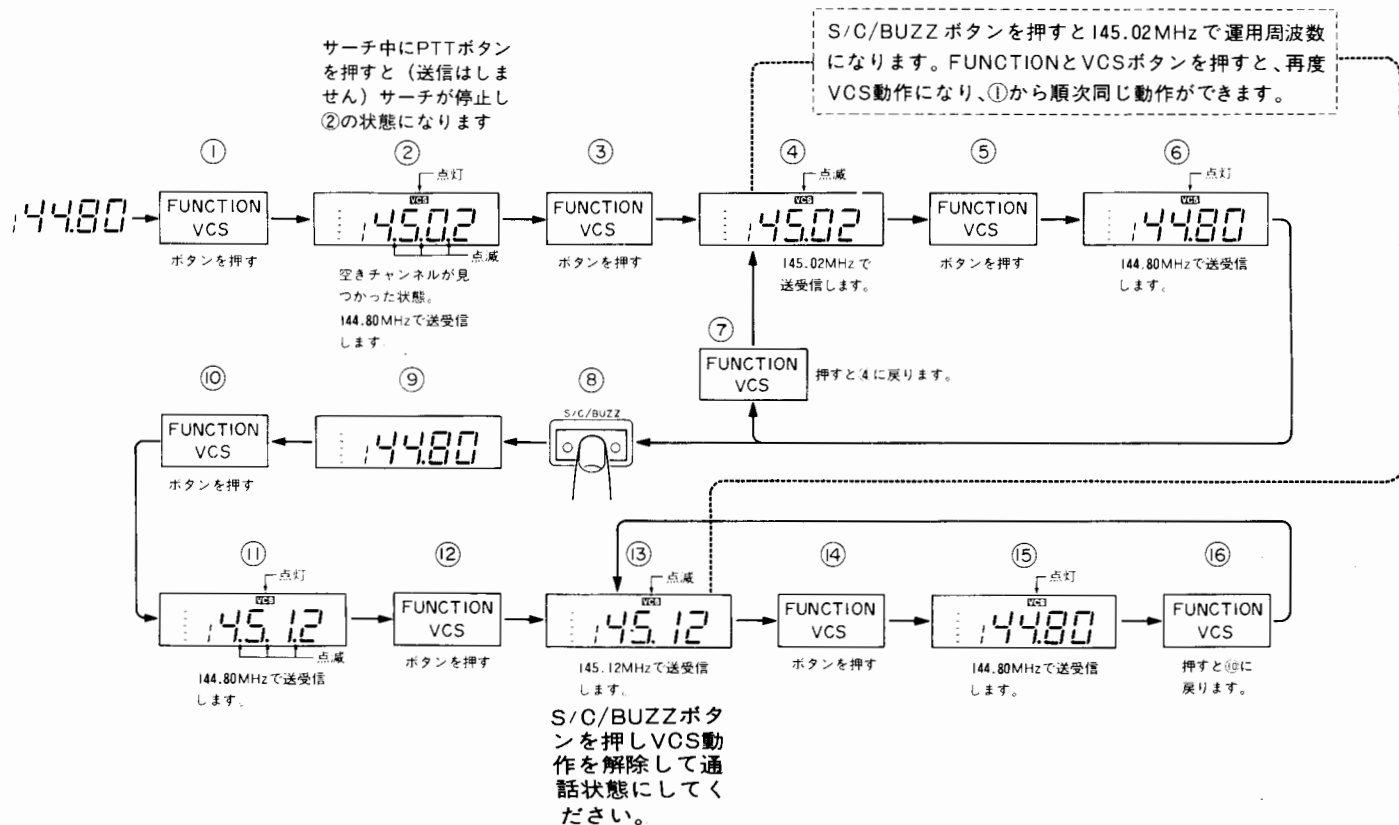 サーチ中にPTTボタン
を押すと（送信はしま
せん）サーチが停止し
②の状態になります
S/C/BUZZボタンを押すと145.02MHzで運用周波数
になります。FUNCTIONとVCSボタンを押すと、再度
VCS動作になり、①から順次同じ動作ができます。
144.80
①
FUNCTION
VCS
ボタンを押す
②
点灯
VCS
145.02
点滅
空きチャンネルが見
つかった状態。
144.80MHzで送受信
します。
③
FUNCTION
VCS
ボタンを押す
④
点滅
VCS
145.02
145.02MHzで
送受信します。
⑤
FUNCTION
VCS
ボタンを押す
⑥
点灯
VCS
144.80
144.80MHzで送受信
します。
⑦
FUNCTION
VCS
押すと④に戻ります。
⑧
S/C/BUZZ
⑨
144.80
⑩
FUNCTION
VCS
ボタンを押す
⑪
点灯
VCS
145.12
点滅
144.80MHzで送受信
します。
⑫
FUNCTION
VCS
ボタンを押す
⑬
点滅
VCS
145.12
145.12MHzで送受信
します。
S/C/BUZZボタ
ンを押しVCS動
作を解除して通
話状態にしてく
ださい。
⑭
FUNCTION
VCS
ボタンを押す
⑮
点灯
VCS
144.80
144.80MHzで送受信
します。
⑯
FUNCTION
VCS
押すと⑬に
戻ります。